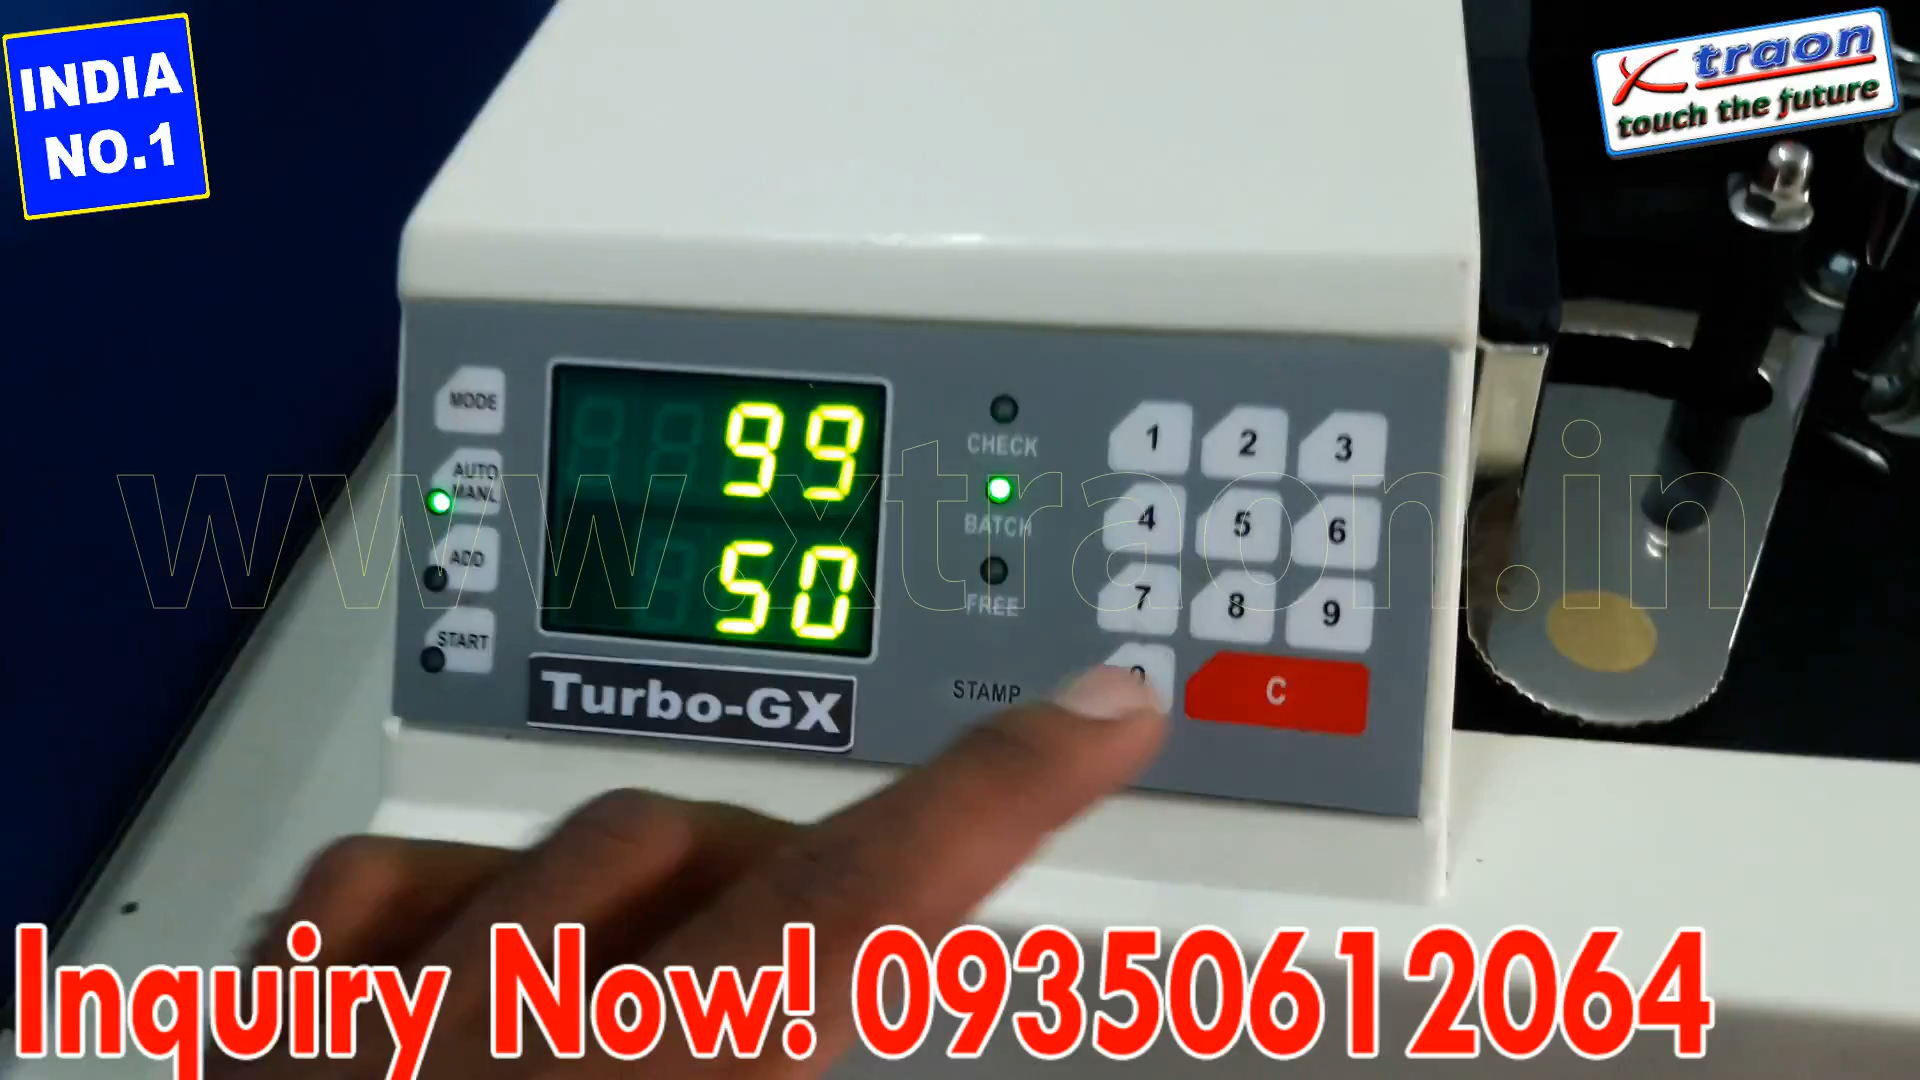 INDIA
NO.1
Xtraon
touch the future
MODE
AUTO
MANL
ADD
START
99
50
CHECK
BATCH
FREE
STAMP
1 2 3
4 5 6
7 8 9
0 C
Turbo-GX
www.xtraon.in
Inquiry Now! 09350612064